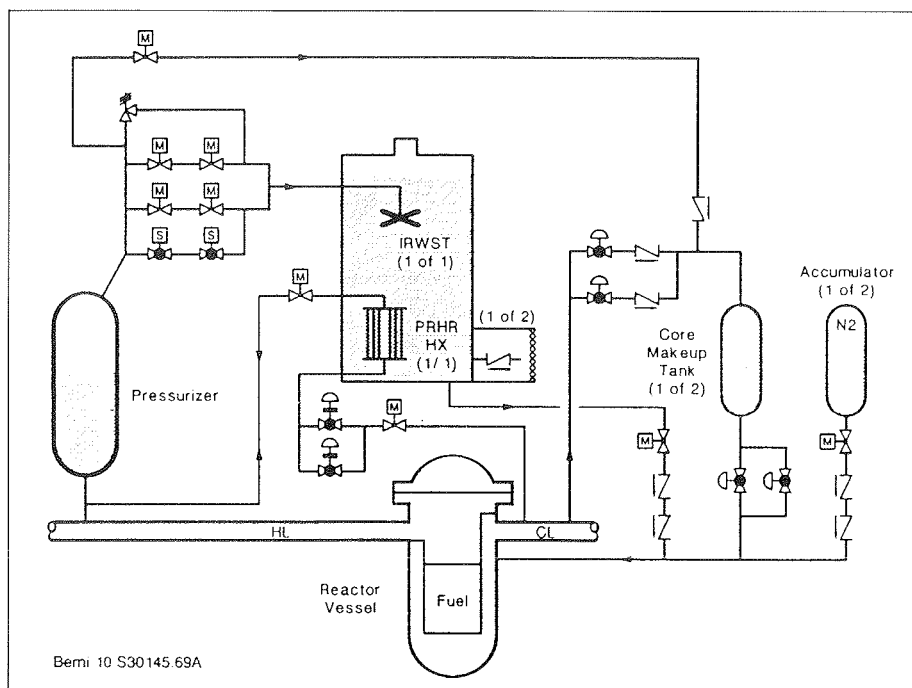 M
M
M
M
M
S
S
IRWST
(1 of 1)
M
PRHR
HX
(1/ 1)
(1 of 2)
Accumulator
(1 of 2)
N2
Core
Makeup
Tank
(1 of 2)
Pressurizer
M
M
M
HL
CL
Reactor
Vessel
Fuel
Bemi 10 S30145.69A